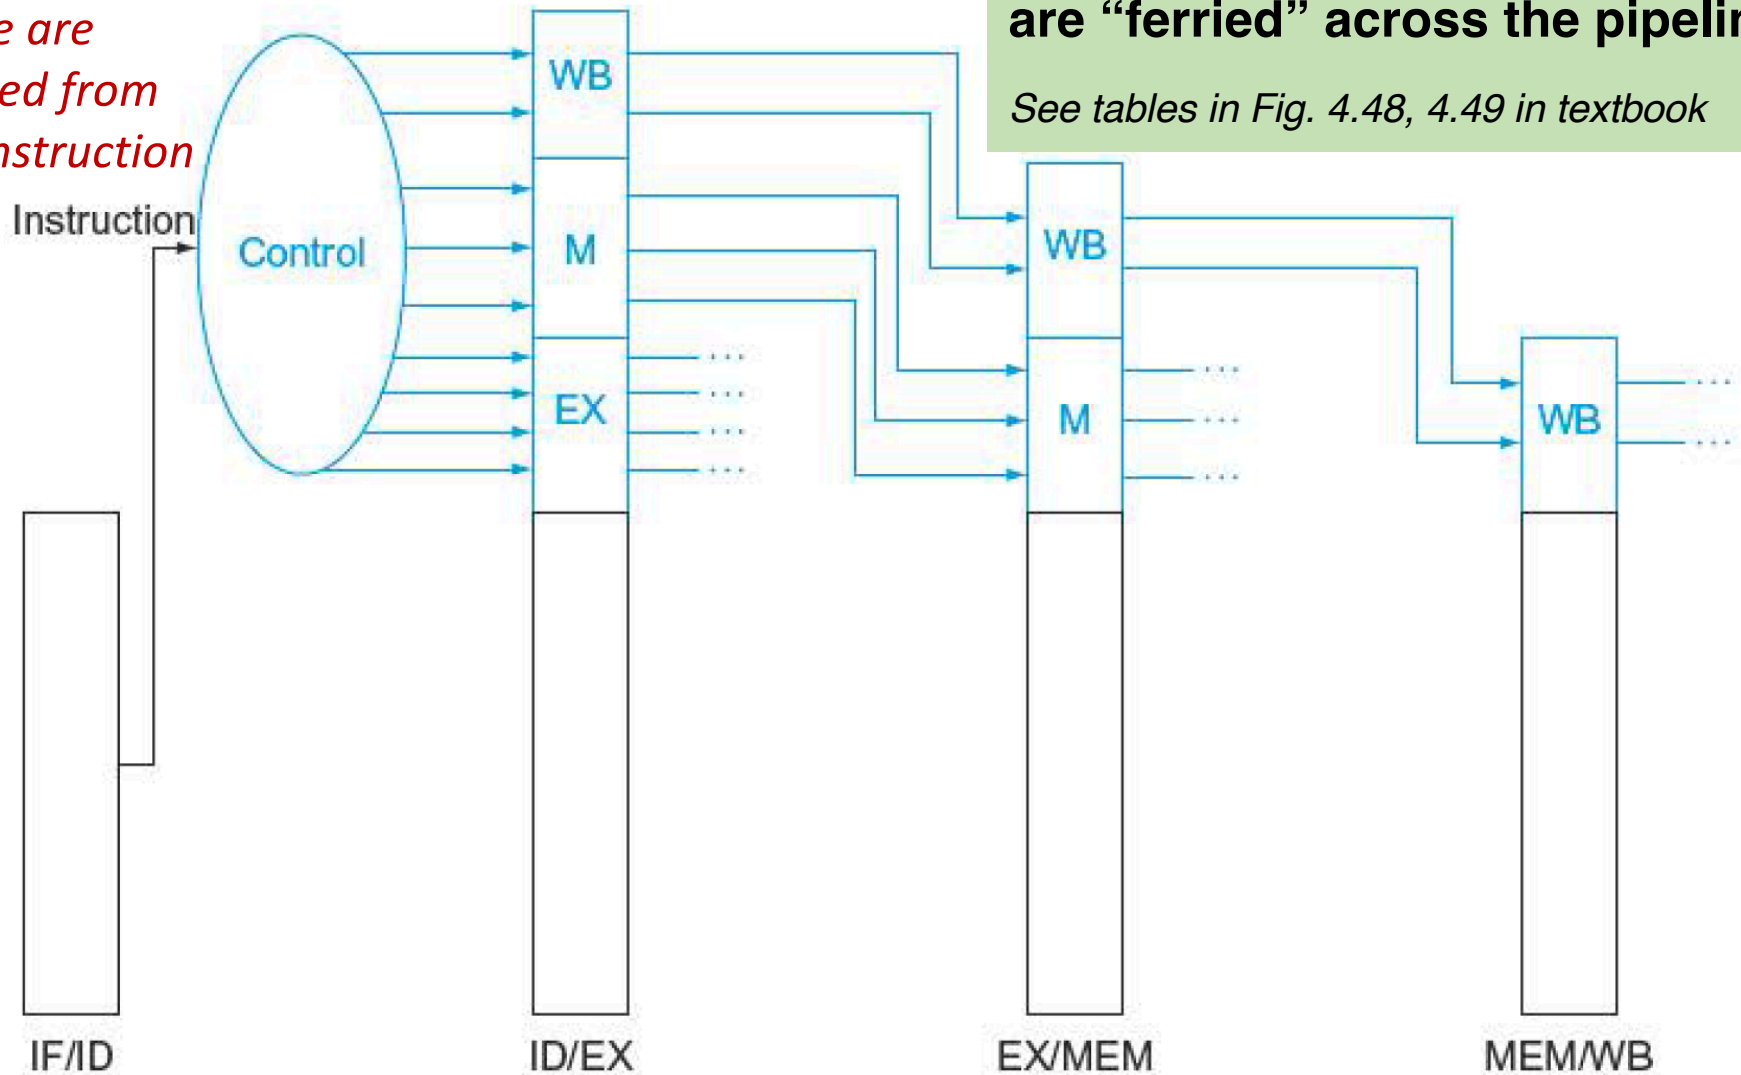 e are
ed from
nstruction
are “ferried” across the pipelin
See tables in Fig. 4.48, 4.49 in textbook
Instruction
Control
WB
M
EX
WB
M
WB
...
...
...
...
...
...
...
...
...
IF/ID
ID/EX
EX/MEM
MEM/WB